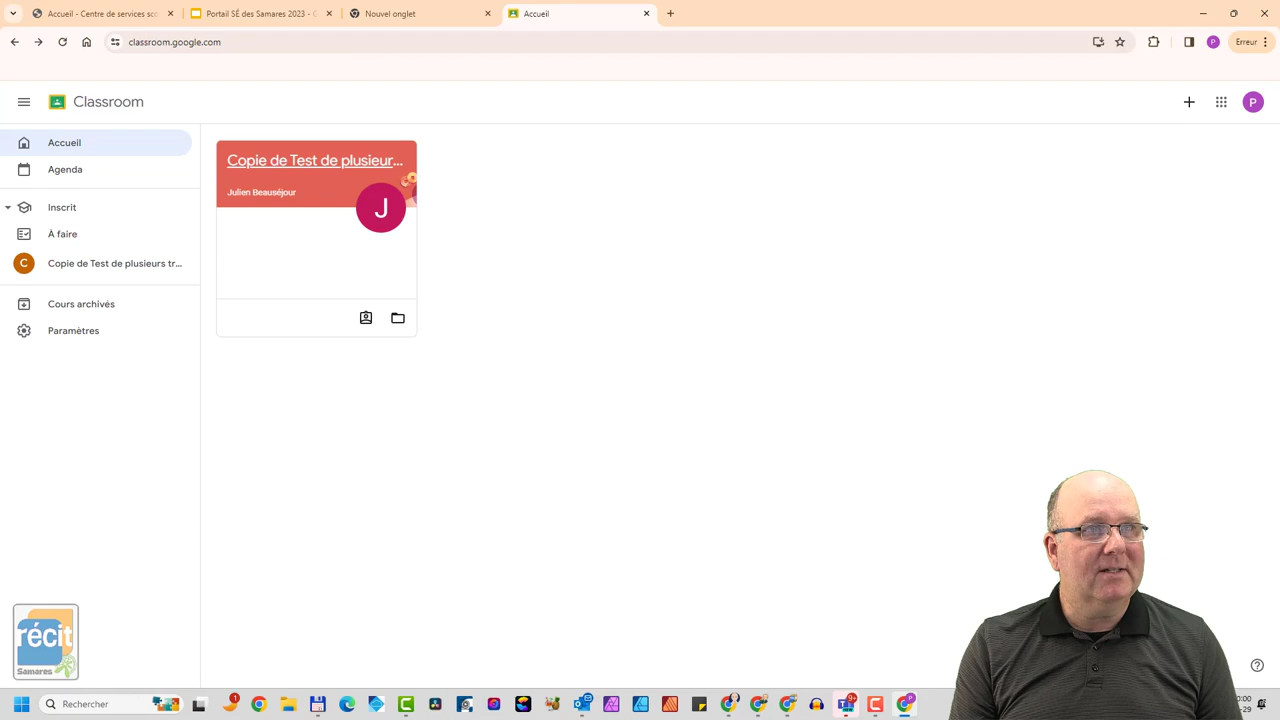 Accueil - Centre de services sco
Portail SÉ des Samares 2023 - G
Nouvel onglet
Accueil
classroom.google.com
P
Erreur
Classroom
P
Accueil
Agenda
Inscrit
À faire
C
Copie de Test de plusieurs tr...
Cours archivés
Paramètres
Copie de Test de plusieur...
Julien Beauséjour
J
récit
Samares
Rechercher
1
9+
P